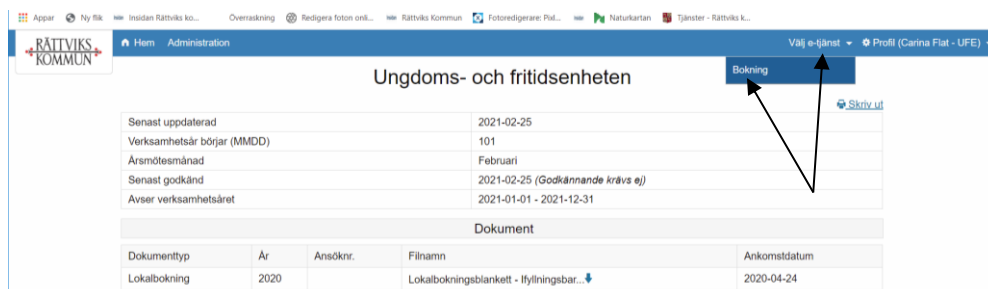 Appar Ny flik Insidan Rättviks ko... Överraskning Redigera foton onli... Rättviks Kommun Fotoredigerare: Pixl... Naturkartan Tjänster - Rättviks k...
RÄTTVIKS KOMMUN
Hem Administration Välj e-tjänst Profil (Carina Flat - UFE)
Bokning
Ungdoms- och fritidsenheten
Skriv ut
Senast uppdaterad 2021-02-25
Verksamhetsår börjar (MMDD) 101
Årsmötesmånad Februari
Senast godkänd 2021-02-25 (Godkännande krävs ej)
Avser verksamhetsåret 2021-01-01 - 2021-12-31
Dokument
Dokumenttyp År Ansöknr. Filnamn Ankomstdatum
Lokalbokning 2020 Lokalbokningsblankett - Ifyllningsbar... 2020-04-24